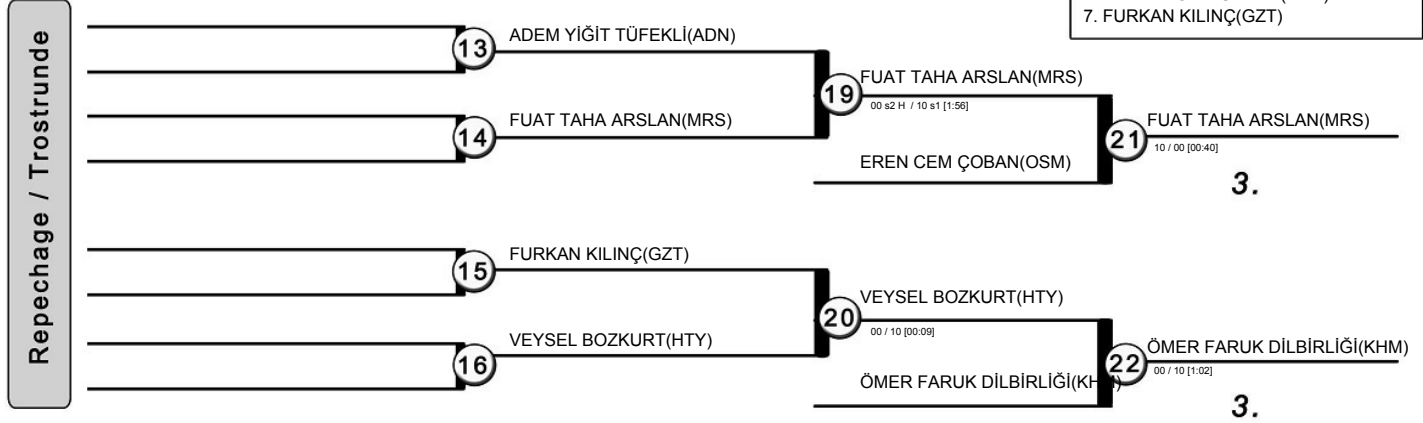 7. FURKAN KILINÇ(GZT)
Repechage / Trostrunde
13
ADEM YİĞİT TÜFEKLİ(ADN)
19
FUAT TAHA ARSLAN(MRS)
00 s2 H / 10 s1 [1:56]
14
FUAT TAHA ARSLAN(MRS)
21
FUAT TAHA ARSLAN(MRS)
10 / 00 [00:40]
EREN CEM ÇOBAN(OSM)
3.
15
FURKAN KILINÇ(GZT)
20
VEYSEL BOZKURT(HTY)
00 / 10 [00:09]
16
VEYSEL BOZKURT(HTY)
22
ÖMER FARUK DİLBİRLİĞİ(KHM)
00 / 10 [1:02]
ÖMER FARUK DİLBİRLİĞİ(KHM)
3.